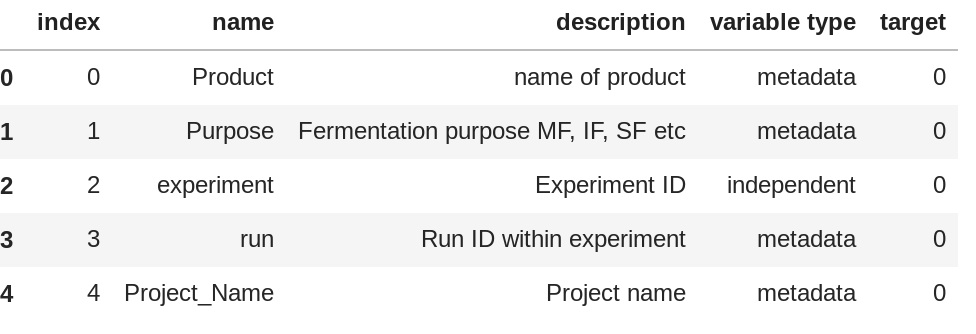 index name description variable type target
0 0 Product name of product metadata 0
1 1 Purpose Fermentation purpose MF, IF, SF etc metadata 0
2 2 experiment Experiment ID independent 0
3 3 run Run ID within experiment metadata 0
4 4 Project_Name Project name metadata 0